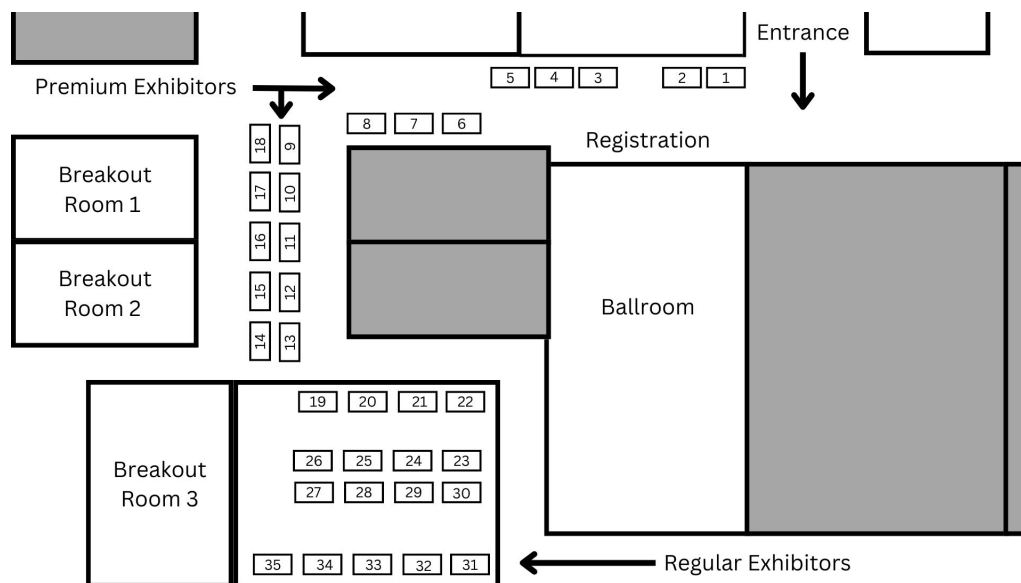 Entrance
5 4 3 2 1
Premium Exhibitors
8 7 6
Registration
18 9
17 10
16 11
15 12
14 13
Breakout
Room 1
Breakout
Room 2
Ballroom
19 20 21 22
26 25 24 23
27 28 29 30
35 34 33 32 31
Breakout
Room 3
Regular Exhibitors